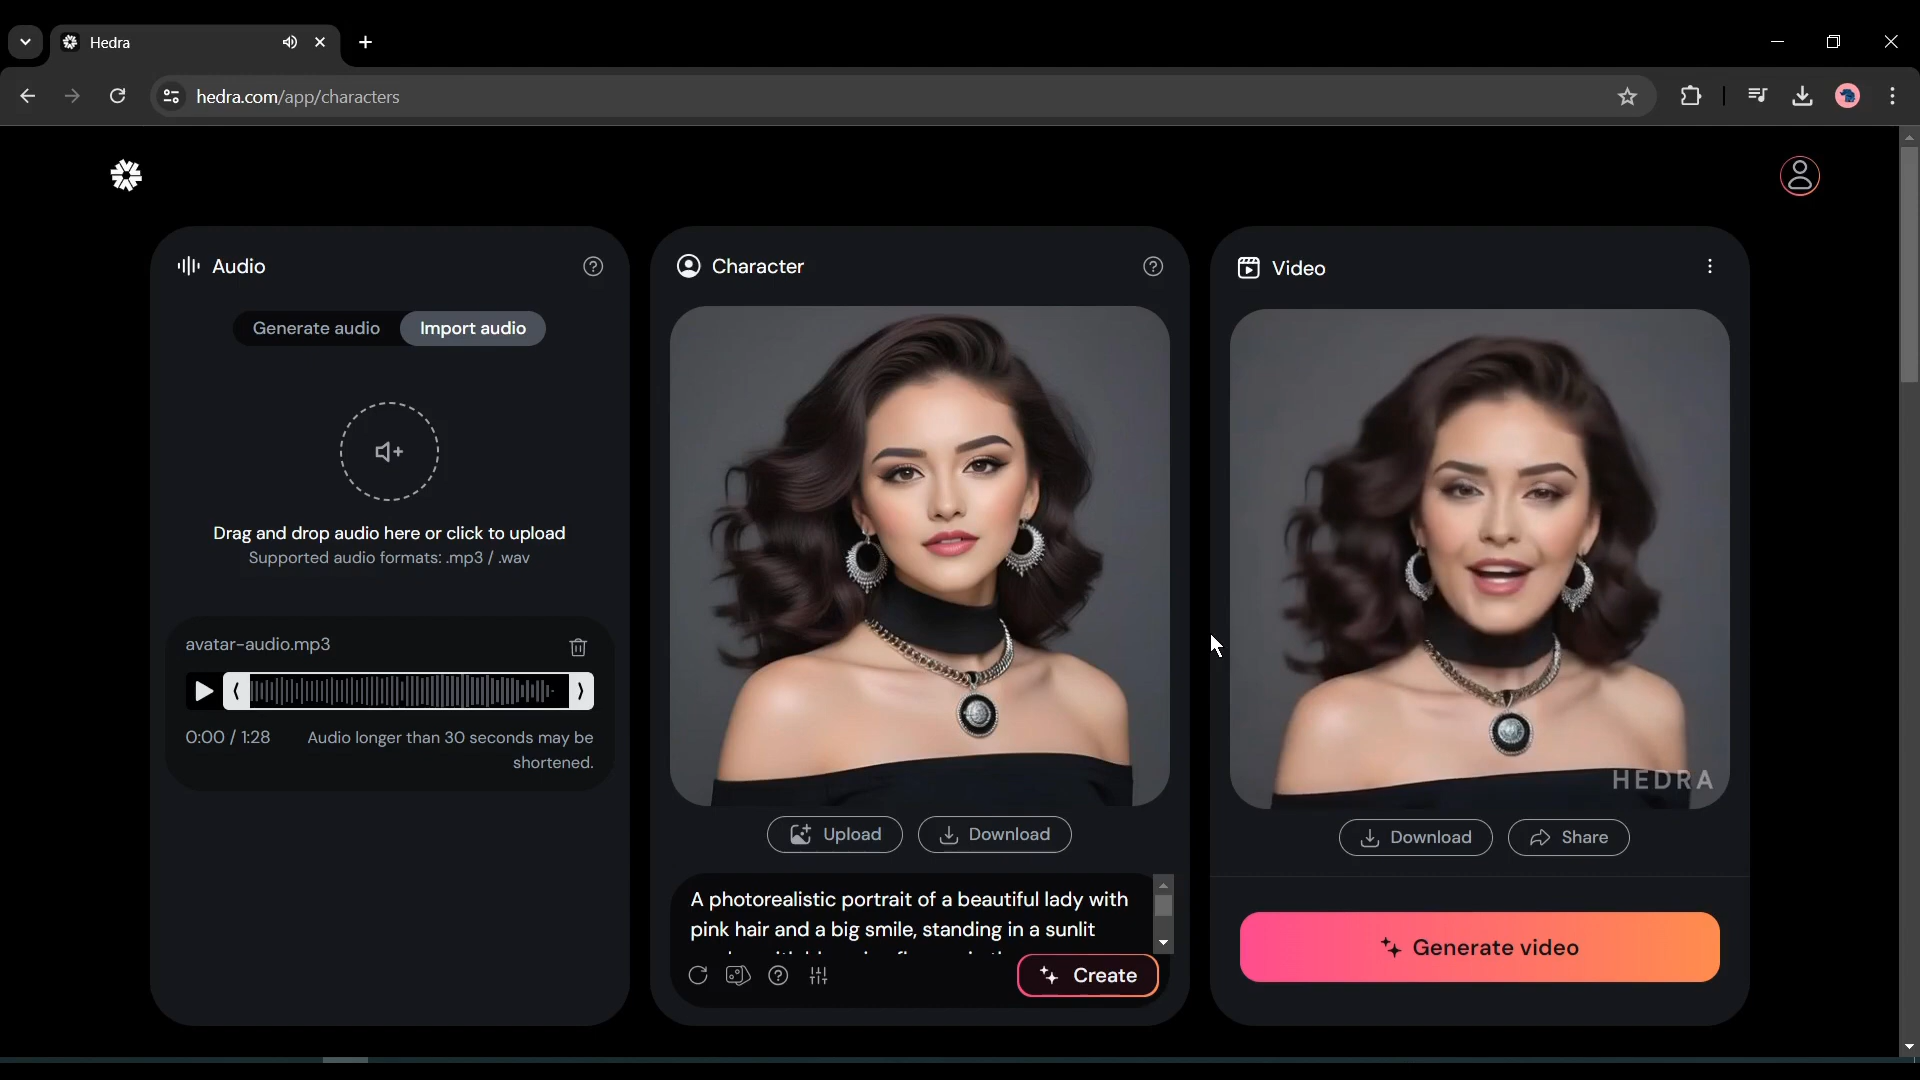 Hedra
hedra.com/app/characters
Audio
Generate audio
Import audio
Drag and drop audio here or click to upload
Supported audio formats: .mp3 / .wav
avatar-audio.mp3
0:00 / 1:28
Audio longer than 30 seconds may be
shortened.
Character
Upload
Download
A photorealistic portrait of a beautiful lady with
pink hair and a big smile, standing in a sunlit
Create
Video
HEDRA
Download
Share
Generate video